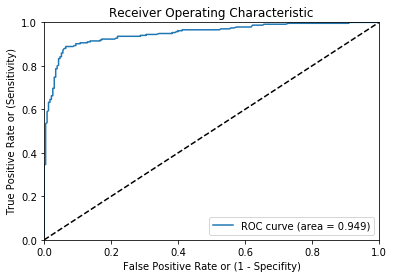 Receiver Operating Characteristic
True Positive Rate or (Sensitivity)
1.0
0.8
0.6
0.4
0.2
0.0
ROC curve (area = 0.949)
0.0 0.2 0.4 0.6 0.8 1.0
False Positive Rate or (1 - Specifity)